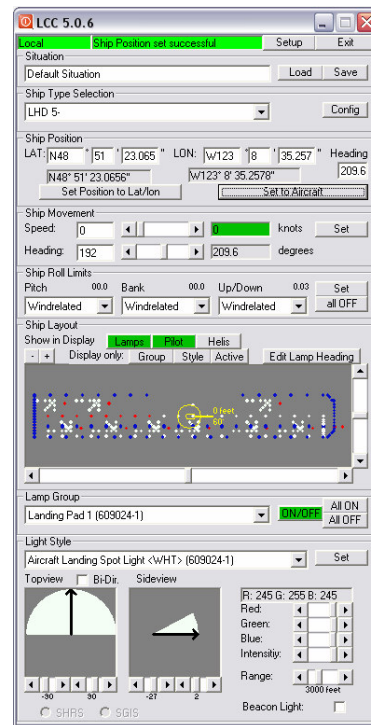 LCC 5.0.6
Local Ship Position set successful Setup Exit
Situation
Default Situation Load Save
Ship Type Selection
LHD 5- Config
Ship Position
LAT: N48 ° 51 ' 23.065 " LON: W123 ° 8 ' 35.257 " Heading
N48° 51' 23.0656" W123° 8' 35.2578" 209.6
Set Position to Lat/lon Set to Aircraft
Ship Movement
Speed: 0 0 knots Set
Heading: 192 209.6 degrees
Ship Roll Limits
Pitch 00.0 Bank 00.0 Up/Down 0.03 Set
Windrelated Windrelated Windrelated all OFF
Ship Layout
Show in Display Lamps Pilot Helis
- + Display only: Group Style Active Edit Lamp Heading
0 feet
60
Lamp Group
Landing Pad 1 (609024-1) ON/OFF All ON
All OFF
Light Style
Aircraft Landing Spot Light <WHT> (609024-1) Set
Topview Bi-Dir. Sideview
R: 245 G: 255 B: 245
Red:
Green:
Blue:
Intensitiy:
Range:
3000 feet
-30 30 -27 2
SHRS SGIS Beacon Light: